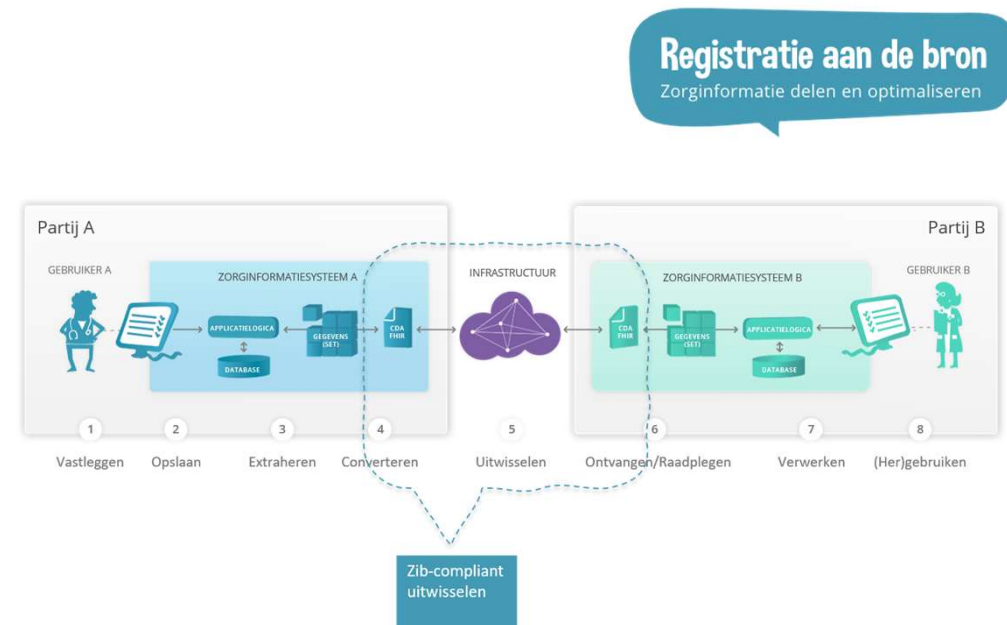 Registratie aan de bron
Zorginformatie delen en optimaliseren
Partij A
Partij B
GEBRUIKER A
ZORGINFORMATIESYSTEEM A
INFRASTRUCTUUR
ZORGINFORMATIESYSTEEM B
GEBRUIKER B
APPLICATIELOGICA
DATABASE
GEGEVENS
(SET)
CDA
FHIR
CDA
FHIR
GEGEVENS
(SET)
APPLICATIELOGICA
DATABASE
1
2
3
4
5
6
7
8
Vastleggen
Opslaan
Extraheren
Converteren
Uitwisselen
Ontvangen/Raadplegen
Verwerken
(Her)gebruiken
Zib-compliant
uitwisselen